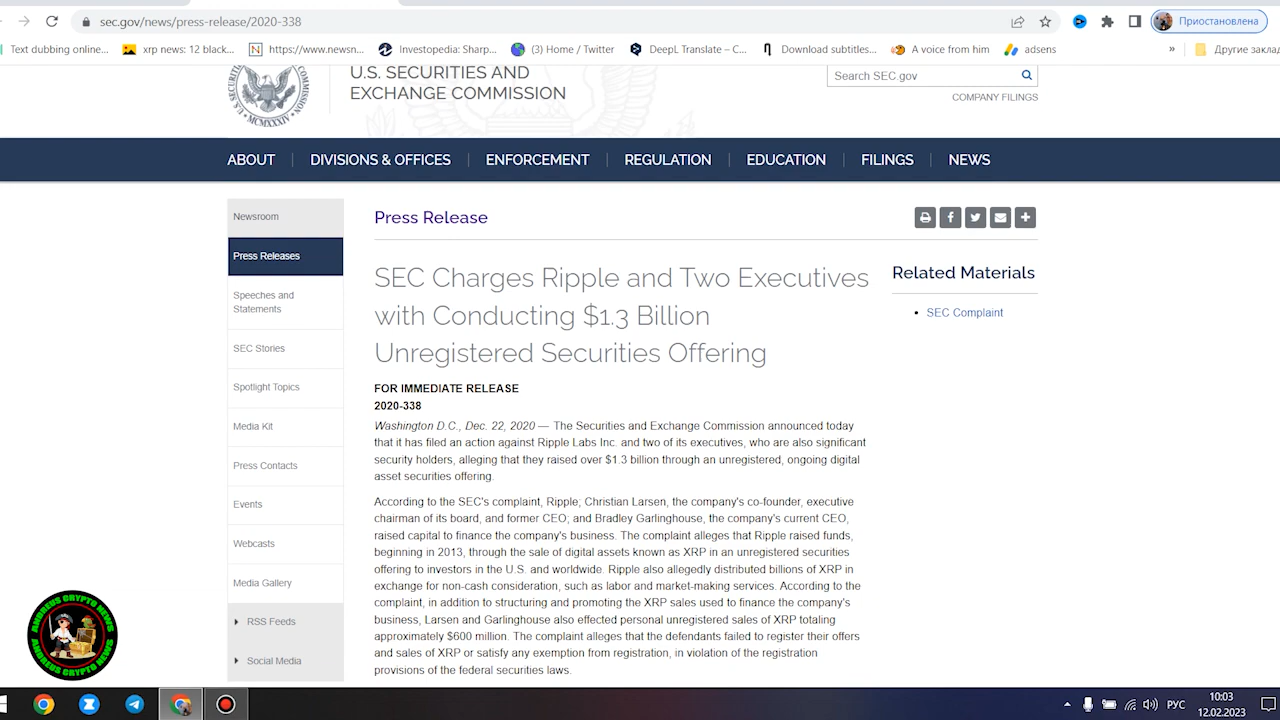 sec.gov/news/press-release/2020-338
Приостановлена
Text dubbing online...
xrp news: 12 black...
https://www.newsn...
Investopedia: Sharp...
(3) Home / Twitter
DeepL Translate – C...
Download subtitles...
A voice from him
adsens
»
Другие заклад
U.S. SECURITIES AND
EXCHANGE COMMISSION
MCMXXXIV
Search SEC.gov
COMPANY FILINGS
ABOUT
DIVISIONS & OFFICES
ENFORCEMENT
REGULATION
EDUCATION
FILINGS
NEWS
Newsroom
Press Releases
Speeches and
Statements
SEC Stories
Spotlight Topics
Media Kit
Press Contacts
Events
Webcasts
Media Gallery
RSS Feeds
Social Media
Press Release
SEC Charges Ripple and Two Executives
with Conducting $1.3 Billion
Unregistered Securities Offering
FOR IMMEDIATE RELEASE
2020-338
Washington D.C., Dec. 22, 2020 — The Securities and Exchange Commission announced today
that it has filed an action against Ripple Labs Inc. and two of its executives, who are also significant
security holders, alleging that they raised over $1.3 billion through an unregistered, ongoing digital
asset securities offering.
According to the SEC's complaint, Ripple; Christian Larsen, the company's co-founder, executive
chairman of its board, and former CEO; and Bradley Garlinghouse, the company's current CEO,
raised capital to finance the company's business. The complaint alleges that Ripple raised funds,
beginning in 2013, through the sale of digital assets known as XRP in an unregistered securities
offering to investors in the U.S. and worldwide. Ripple also allegedly distributed billions of XRP in
exchange for non-cash consideration, such as labor and market-making services. According to the
complaint, in addition to structuring and promoting the XRP sales used to finance the company's
business, Larsen and Garlinghouse also effected personal unregistered sales of XRP totaling
approximately $600 million. The complaint alleges that the defendants failed to register their offers
and sales of XRP or satisfy any exemption from registration, in violation of the registration
provisions of the federal securities laws.
Related Materials
• SEC Complaint
ANDREUS CRYPTO NEWS
ANDREUS CRYPTO NEWS
РУС
10:03
12.02.2023